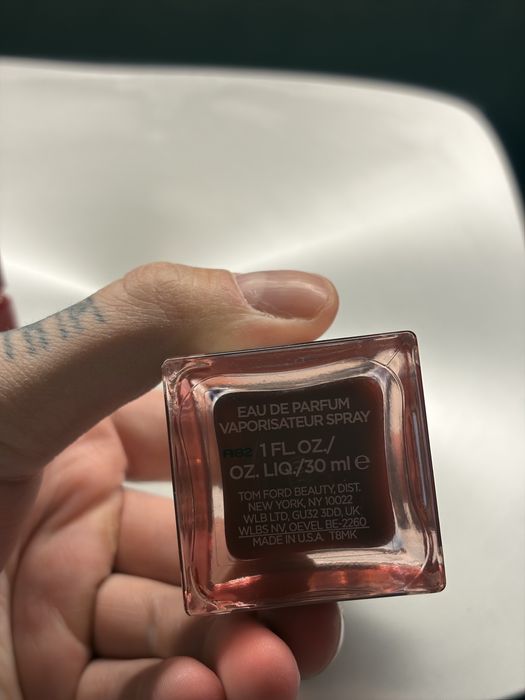 EAU DE PARFUM
VAPORISATEUR SPRAY
A82 1 FL. OZ./
OZ. LIQ./30 ml ℮
TOM FORD BEAUTY, DIST.
NEW YORK, NY 10022
WLB LTD, GU32 3DD, UK
WLBS NV, OEVEL BE-2260
MADE IN U.S.A. T8MK